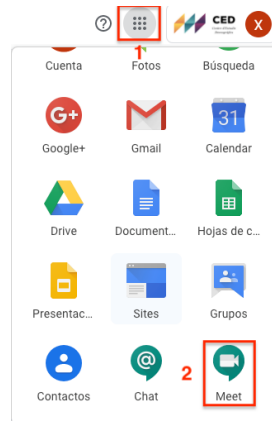 CED
X
1
Cuenta Fotos Búsqueda
G+ 31
Google+ Gmail Calendar
Drive Document... Hojas de c...
Presentac... Sites Grupos
@ 2
Contactos Chat Meet